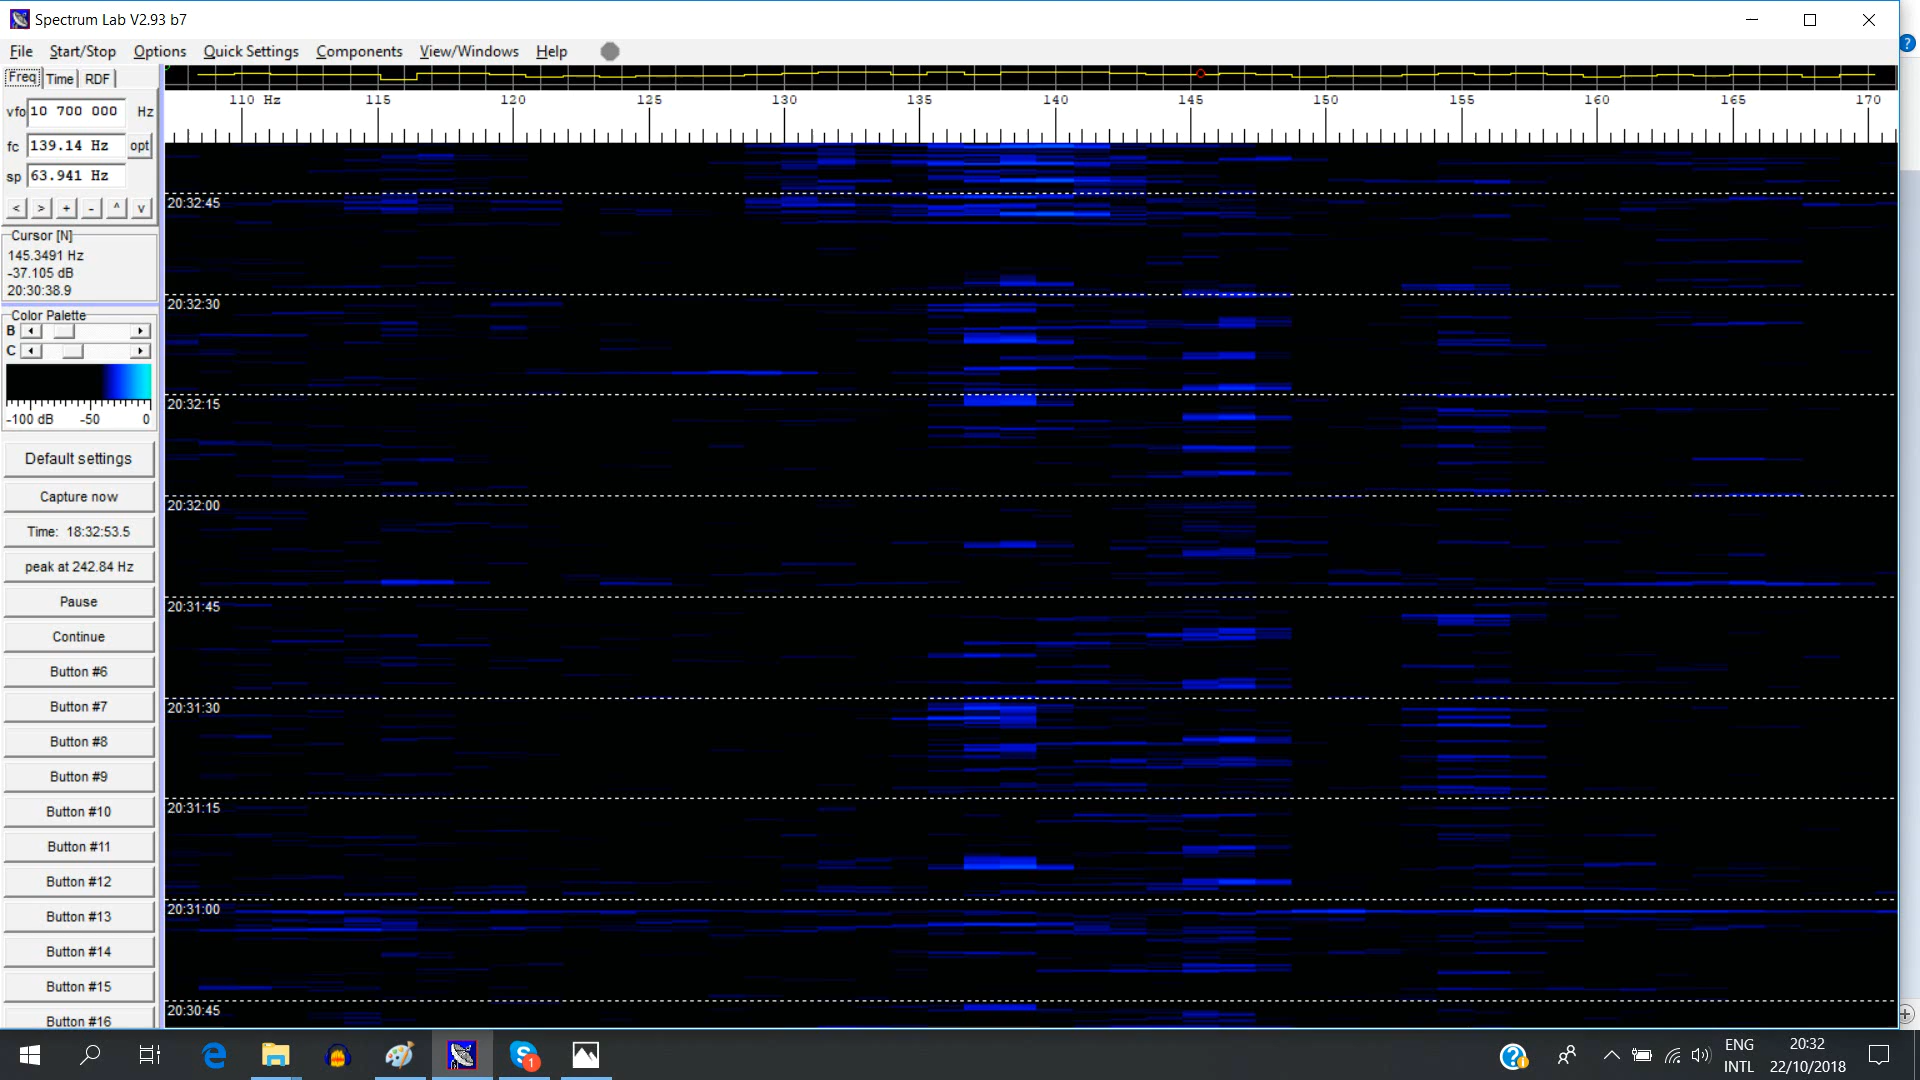 Spectrum Lab V2.93 b7
File Start/Stop Options Quick Settings Components View/Windows Help
Freq Time RDF
vfo 10 700 000 Hz
fc 139.14 Hz opt
sp 63.941 Hz
< > + - ^ v
Cursor [N]
145.3491 Hz
-37.105 dB
20:30:38.9
Color Palette
B
C
-100 dB -50 0
Default settings
Capture now
Time: 18:32:53.5
peak at 242.84 Hz
Pause
Continue
Button #6
Button #7
Button #8
Button #9
Button #10
Button #11
Button #12
Button #13
Button #14
Button #15
Button #16
110 Hz 115 120 125 130 135 140 145 150 155 160 165 170
20:32:45
20:32:30
20:32:15
20:32:00
20:31:45
20:31:30
20:31:15
20:31:00
20:30:45
?
1
ENG
INTL
20:32
22/10/2018